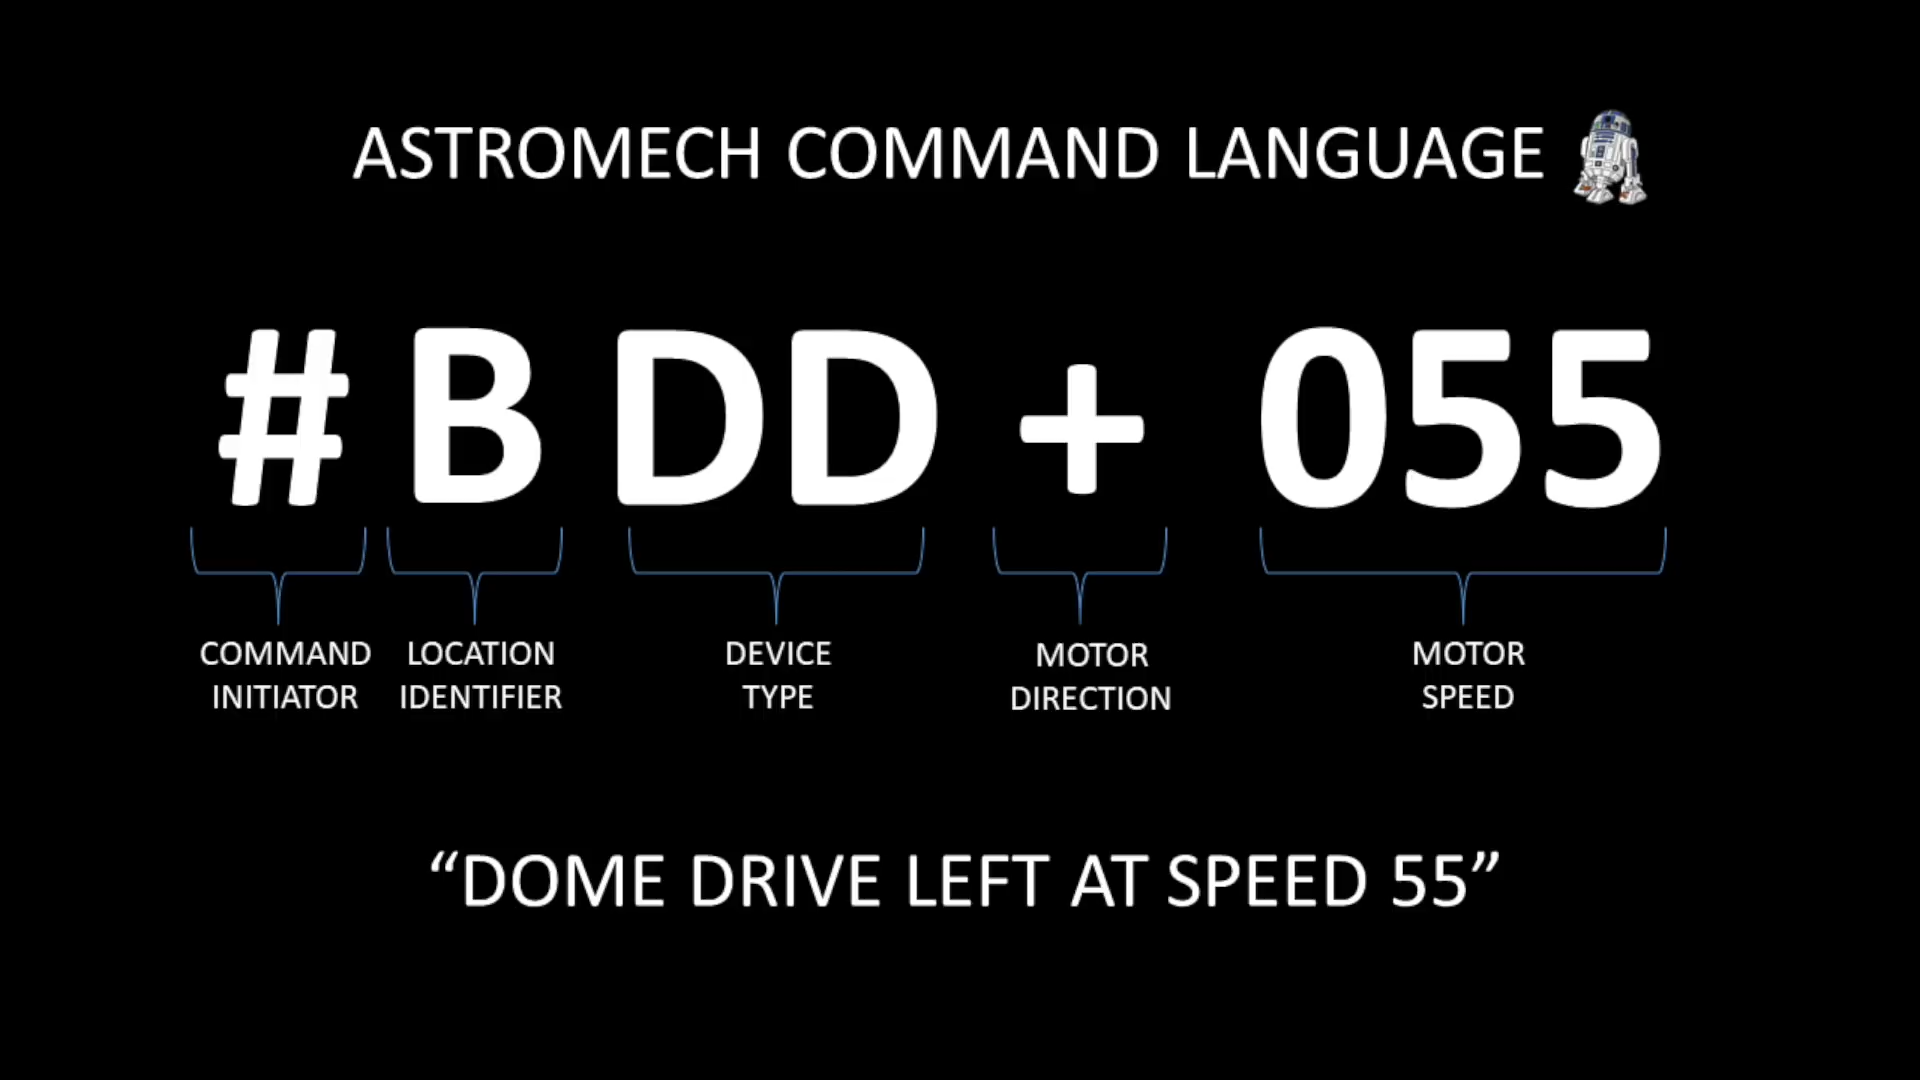 ASTROMECH COMMAND LANGUAGE
# B DD + 055
COMMAND INITIATOR
LOCATION IDENTIFIER
DEVICE TYPE
MOTOR DIRECTION
MOTOR SPEED
“DOME DRIVE LEFT AT SPEED 55”